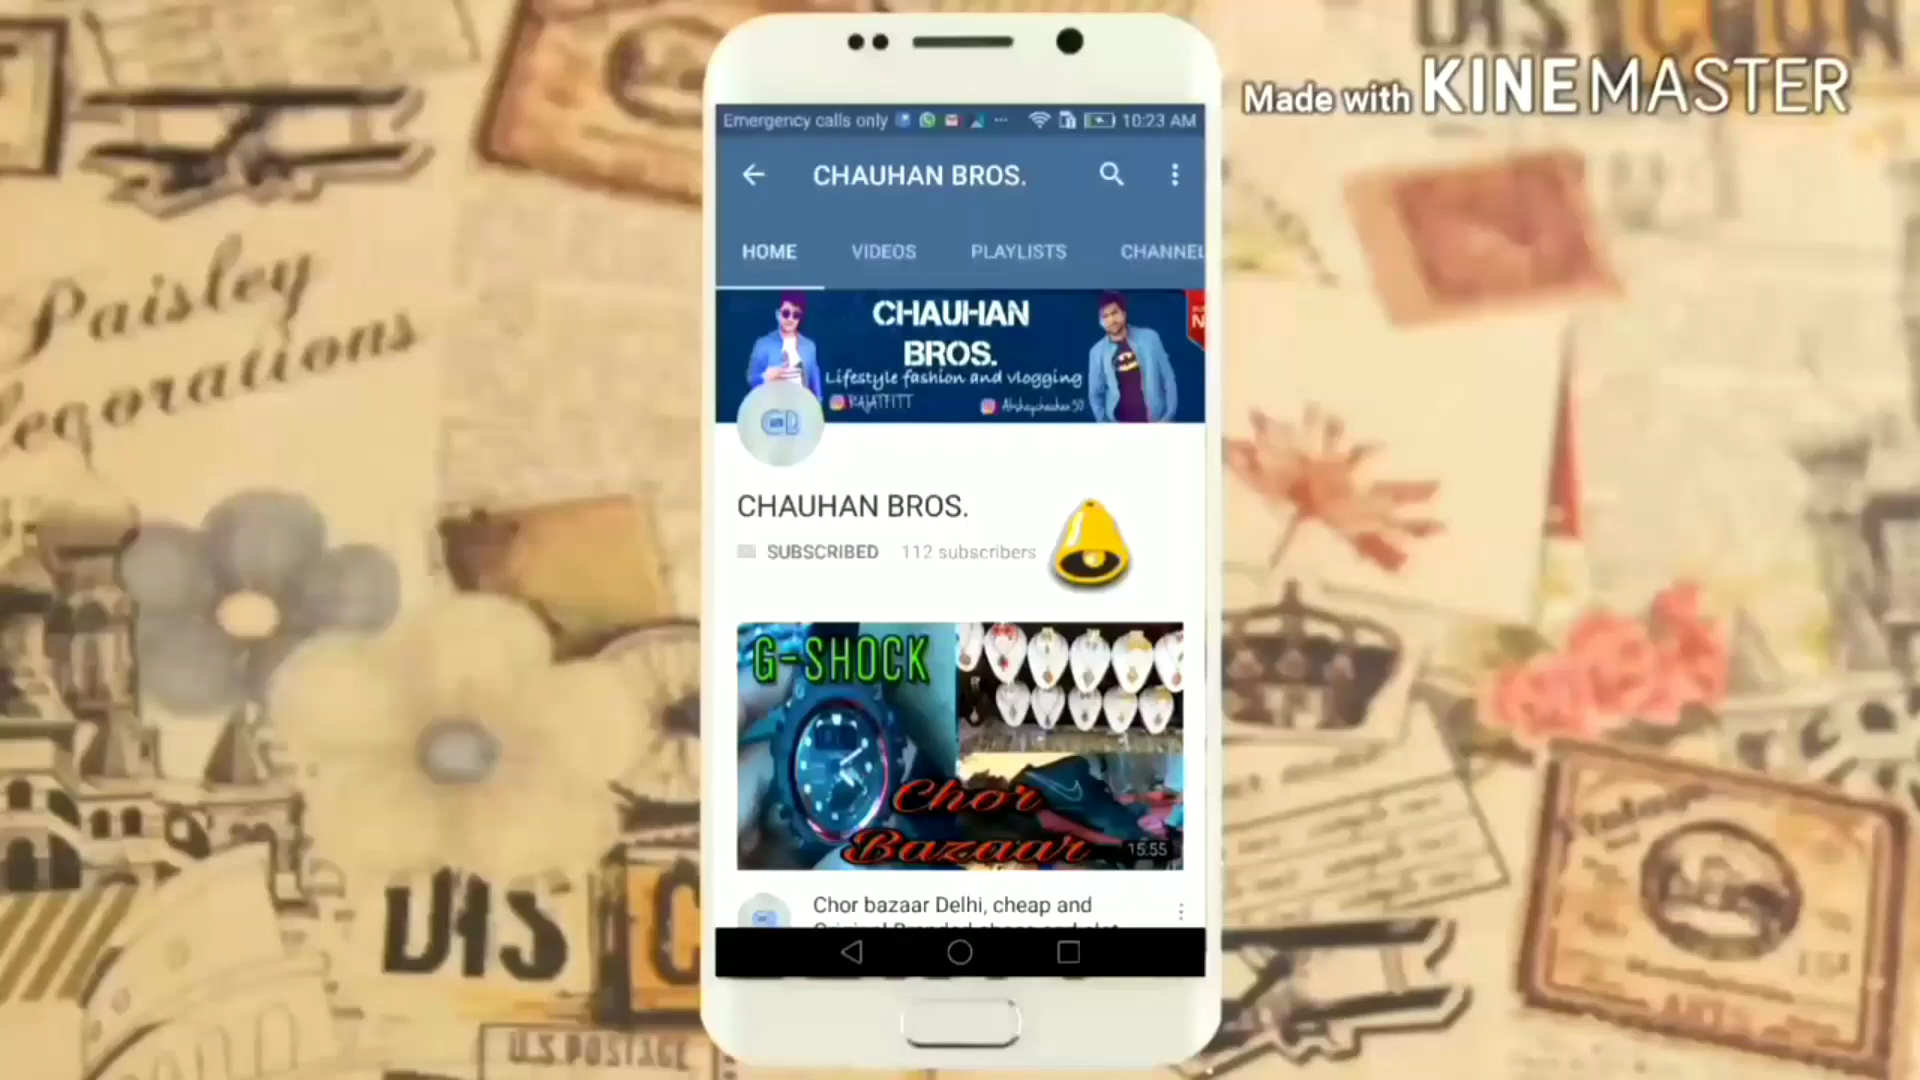 Made with KINEMASTER
Emergency calls only
10:23 AM
CHAUHAN BROS.
HOME VIDEOS PLAYLISTS CHANNEL
CHAUHAN
BROS.
Lifestyle fashion and vlogging
RAJATFITT
CHAUHAN BROS.
SUBSCRIBED 112 subscribers
G-SHOCK
Chor
Bazaar
15:55
Chor bazaar Delhi, cheap and
Paisley
DIS
U.S. POSTAGE